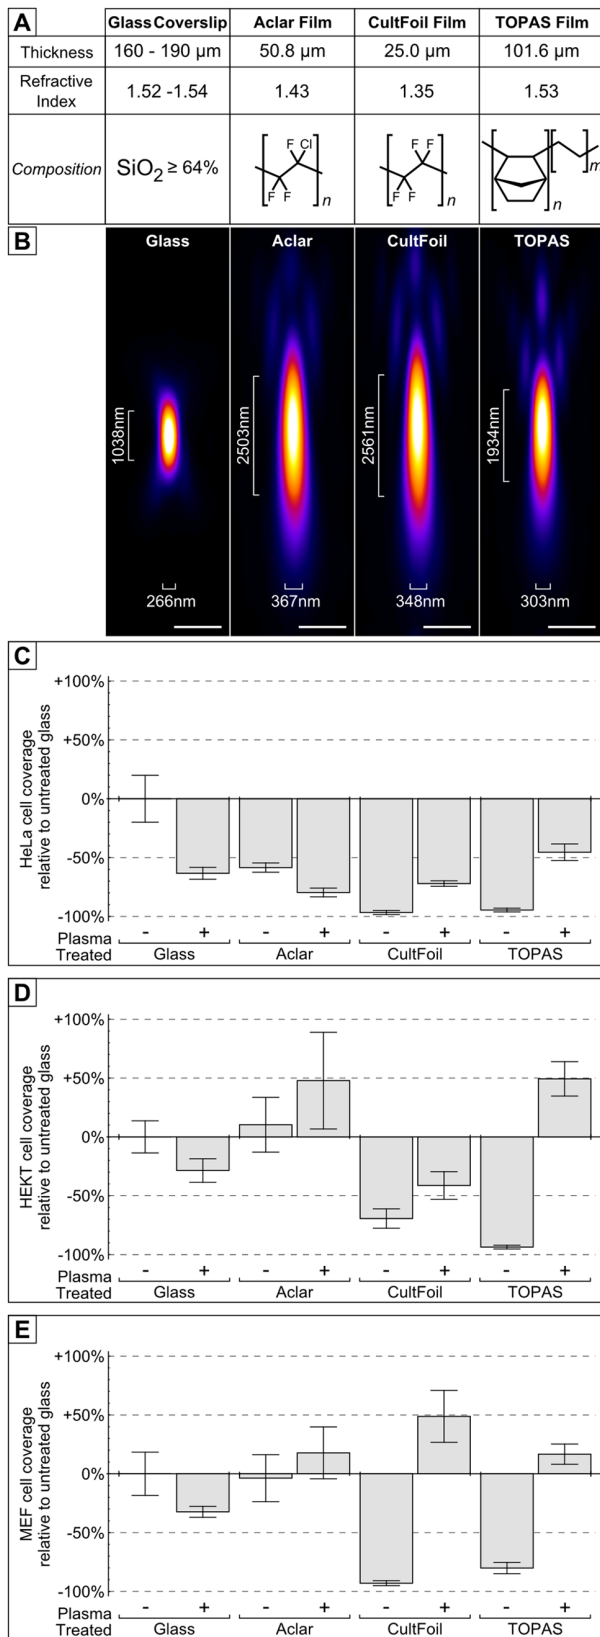 A
Glass Coverslip Aclar Film CultFoil Film TOPAS Film
Thickness 160 - 190 µm 50.8 µm 25.0 µm 101.6 µm
Refractive
Index
1.52 -1.54 1.43 1.35 1.53
Composition SiO₂ ≥ 64%
F Cl
F F
n
F F
F F
n
n
m
B
Glass Aclar CultFoil TOPAS
1038nm 2503nm 2561nm 1934nm
266nm 367nm 348nm 303nm
C
HeLa cell coverage
relative to untreated glass
+100%
+50%
0%
-50%
-100%
Plasma
Treated
- + - + - + - +
Glass Aclar CultFoil TOPAS
D
HEKT cell coverage
relative to untreated glass
+100%
+50%
0%
-50%
-100%
Plasma
Treated
- + - + - + - +
Glass Aclar CultFoil TOPAS
E
MEF cell coverage
relative to untreated glass
+100%
+50%
0%
-50%
-100%
Plasma
Treated
- + - + - + - +
Glass Aclar CultFoil TOPAS